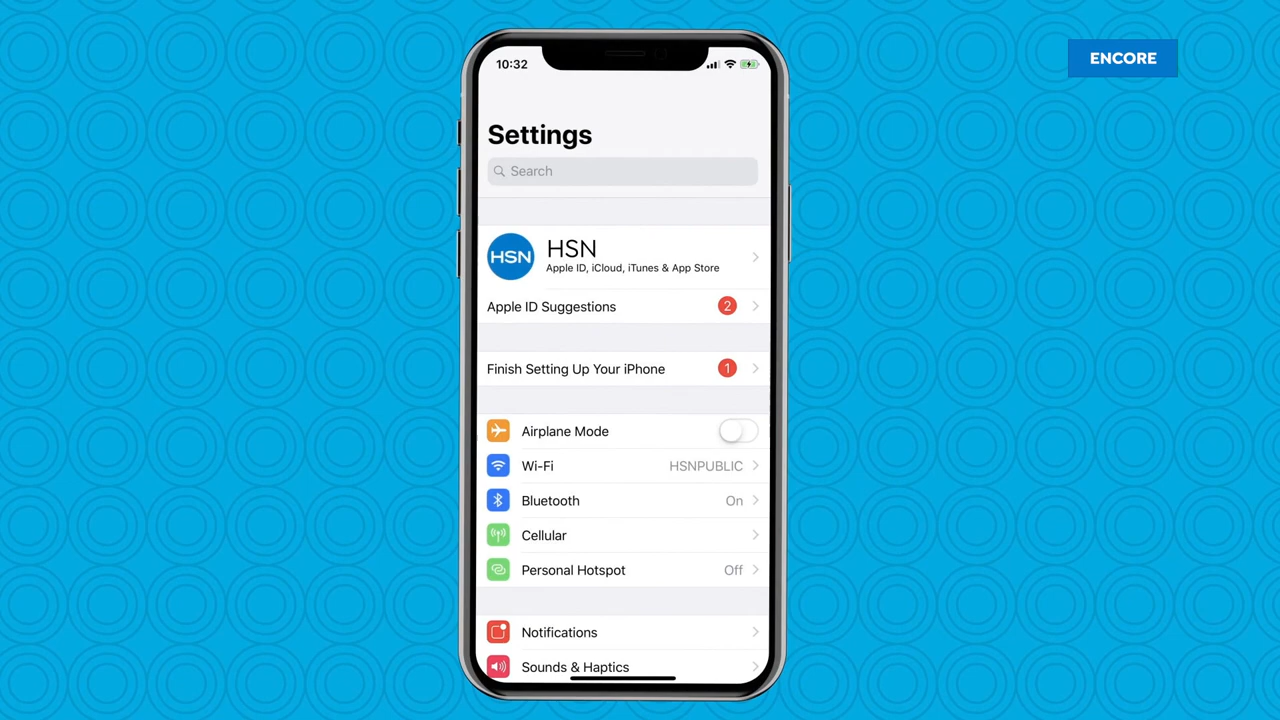 ENCORE
10:32
Settings
Search
HSN
HSN
Apple ID, iCloud, iTunes & App Store
Apple ID Suggestions 2
Finish Setting Up Your iPhone 1
Airplane Mode
Wi-Fi HSNPUBLIC
Bluetooth On
Cellular
Personal Hotspot Off
Notifications
Sounds & Haptics